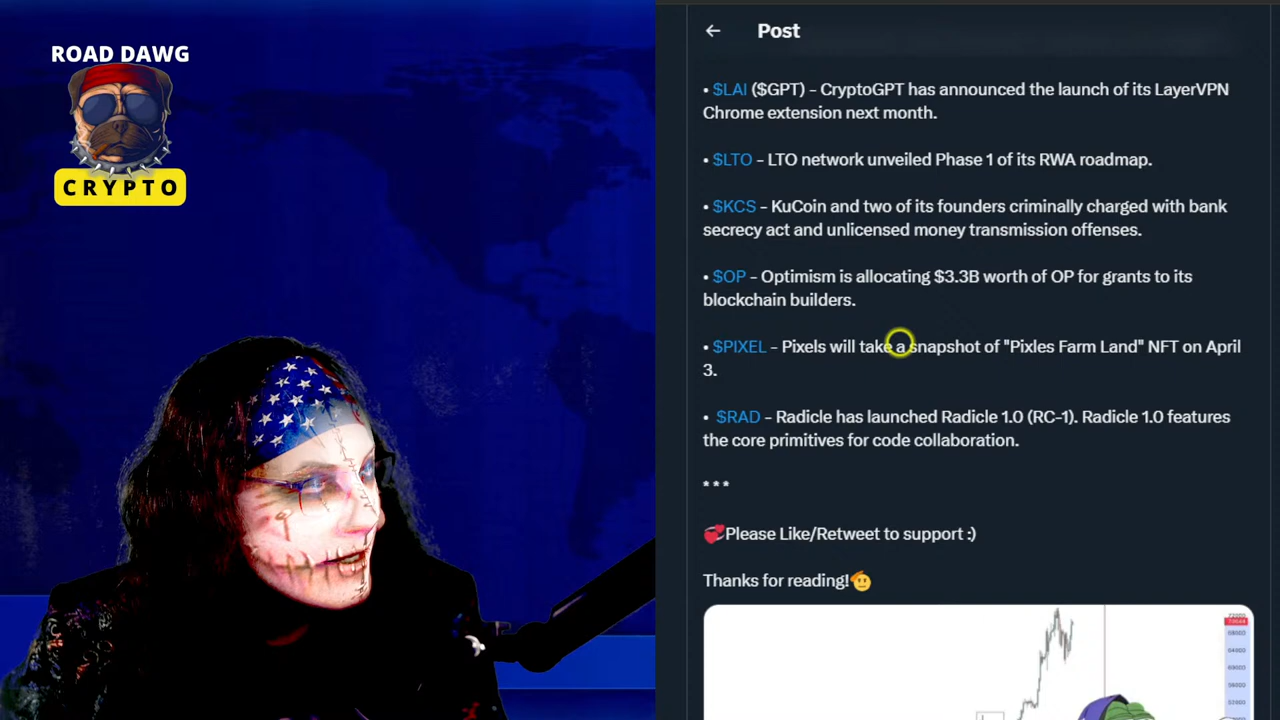 ROAD DAWG
CRYPTO
Post
• $LAI ($GPT) – CryptoGPT has announced the launch of its LayerVPN
Chrome extension next month.
• $LTO – LTO network unveiled Phase 1 of its RWA roadmap.
• $KCS – KuCoin and two of its founders criminally charged with bank
secrecy act and unlicensed money transmission offenses.
• $OP – Optimism is allocating $3.3B worth of OP for grants to its
blockchain builders.
• $PIXEL – Pixels will take a snapshot of "Pixles Farm Land" NFT on April
3.
• $RAD – Radicle has launched Radicle 1.0 (RC-1). Radicle 1.0 features
the core primitives for code collaboration.
* * *
💞Please Like/Retweet to support :)
Thanks for reading!🫡